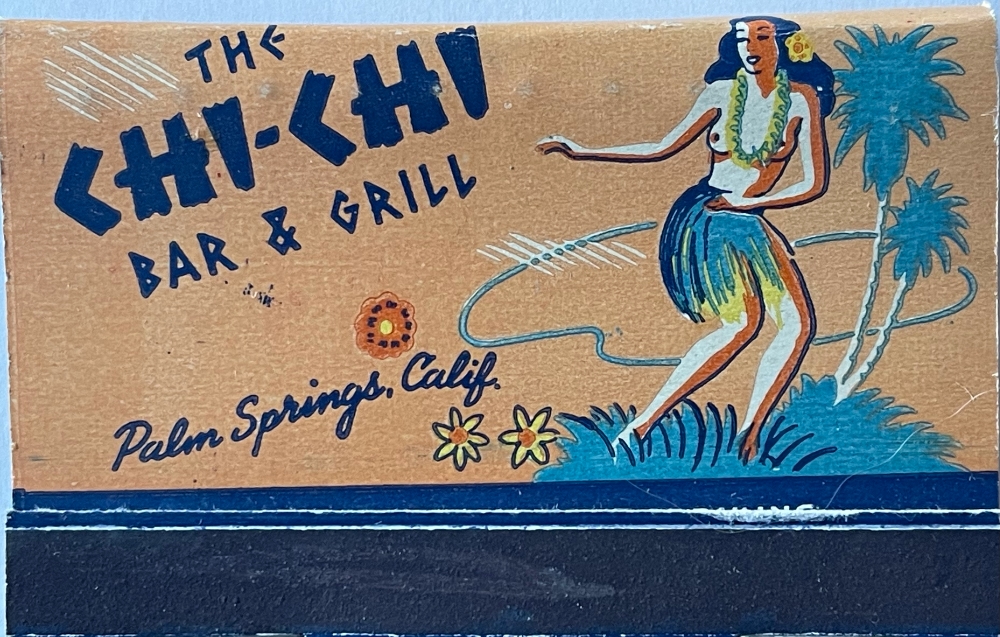 THE
CHI-CHI
BAR & GRILL
Palm Springs, Calif.